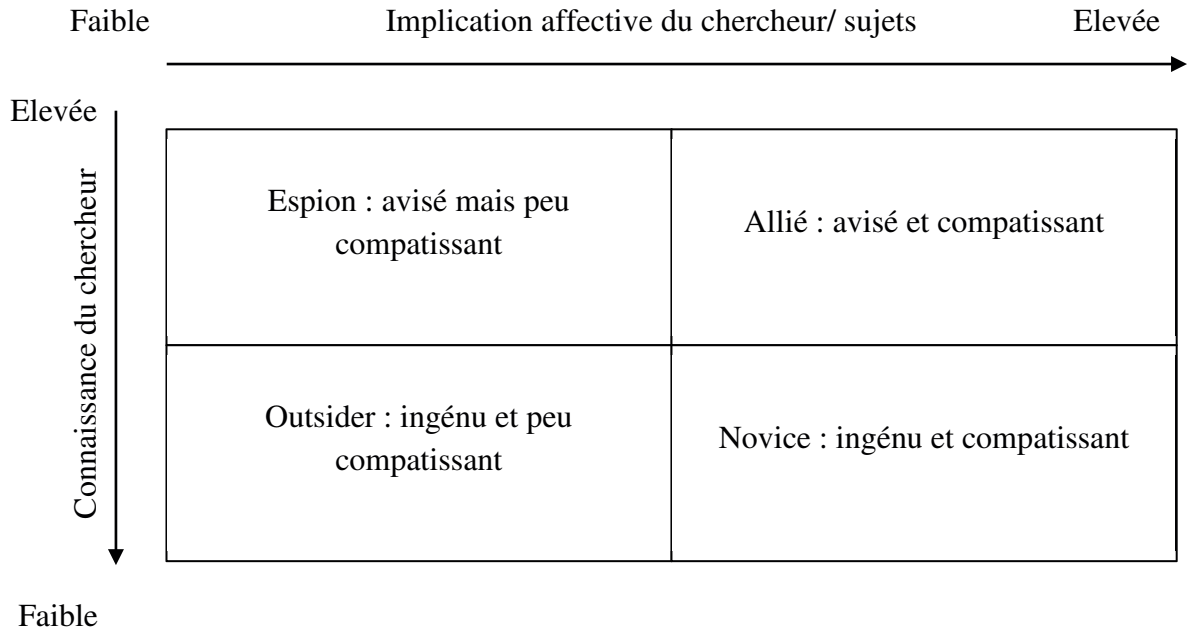 Faible Implication affective du chercheur/ sujets Elevée
Elevée
Connaissance du chercheur
Espion : avisé mais peu
compatissant
Allié : avisé et compatissant
Outsider : ingénu et peu
compatissant
Novice : ingénu et compatissant
Faible